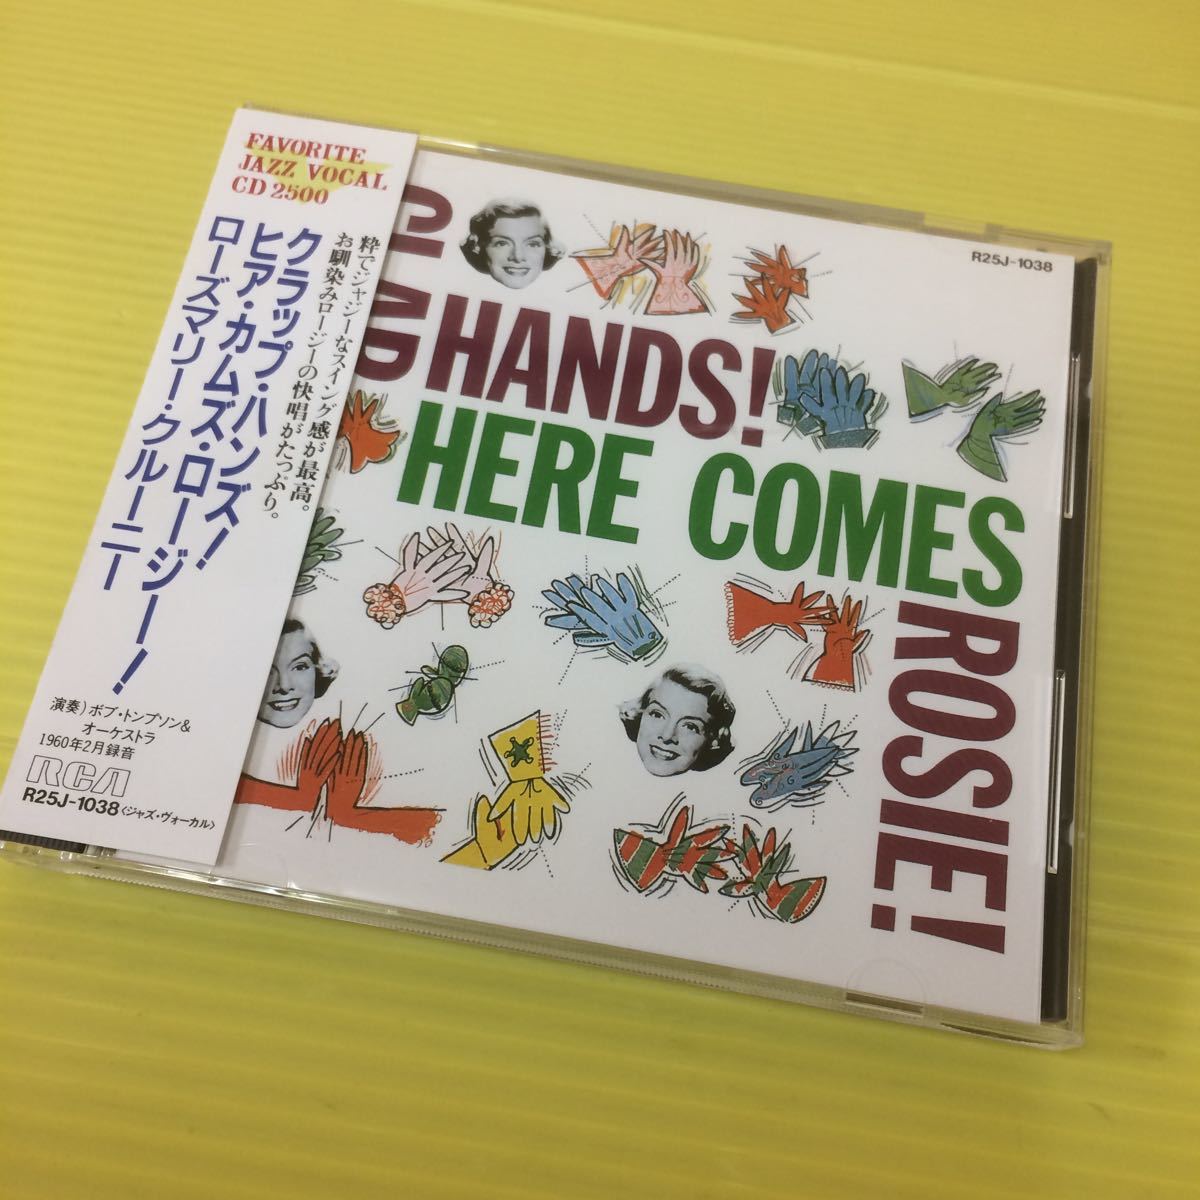 FAVORITE
JAZZ VOCAL
CD 2500
クラップ・ハンズ!
ヒア・カムズ・ロージー!
ローズマリー・クルーニー
粋でジャジーなスイング感が最高。
お馴染みロージーの快唱がたっぷり。
演奏)ボブ・トンプソン&
オーケストラ
1960年2月録音
RCA
R25J-1038〈ジャズ・ヴォーカル〉
R25J-1038
HANDS!
HERE COMES
ROSIE!